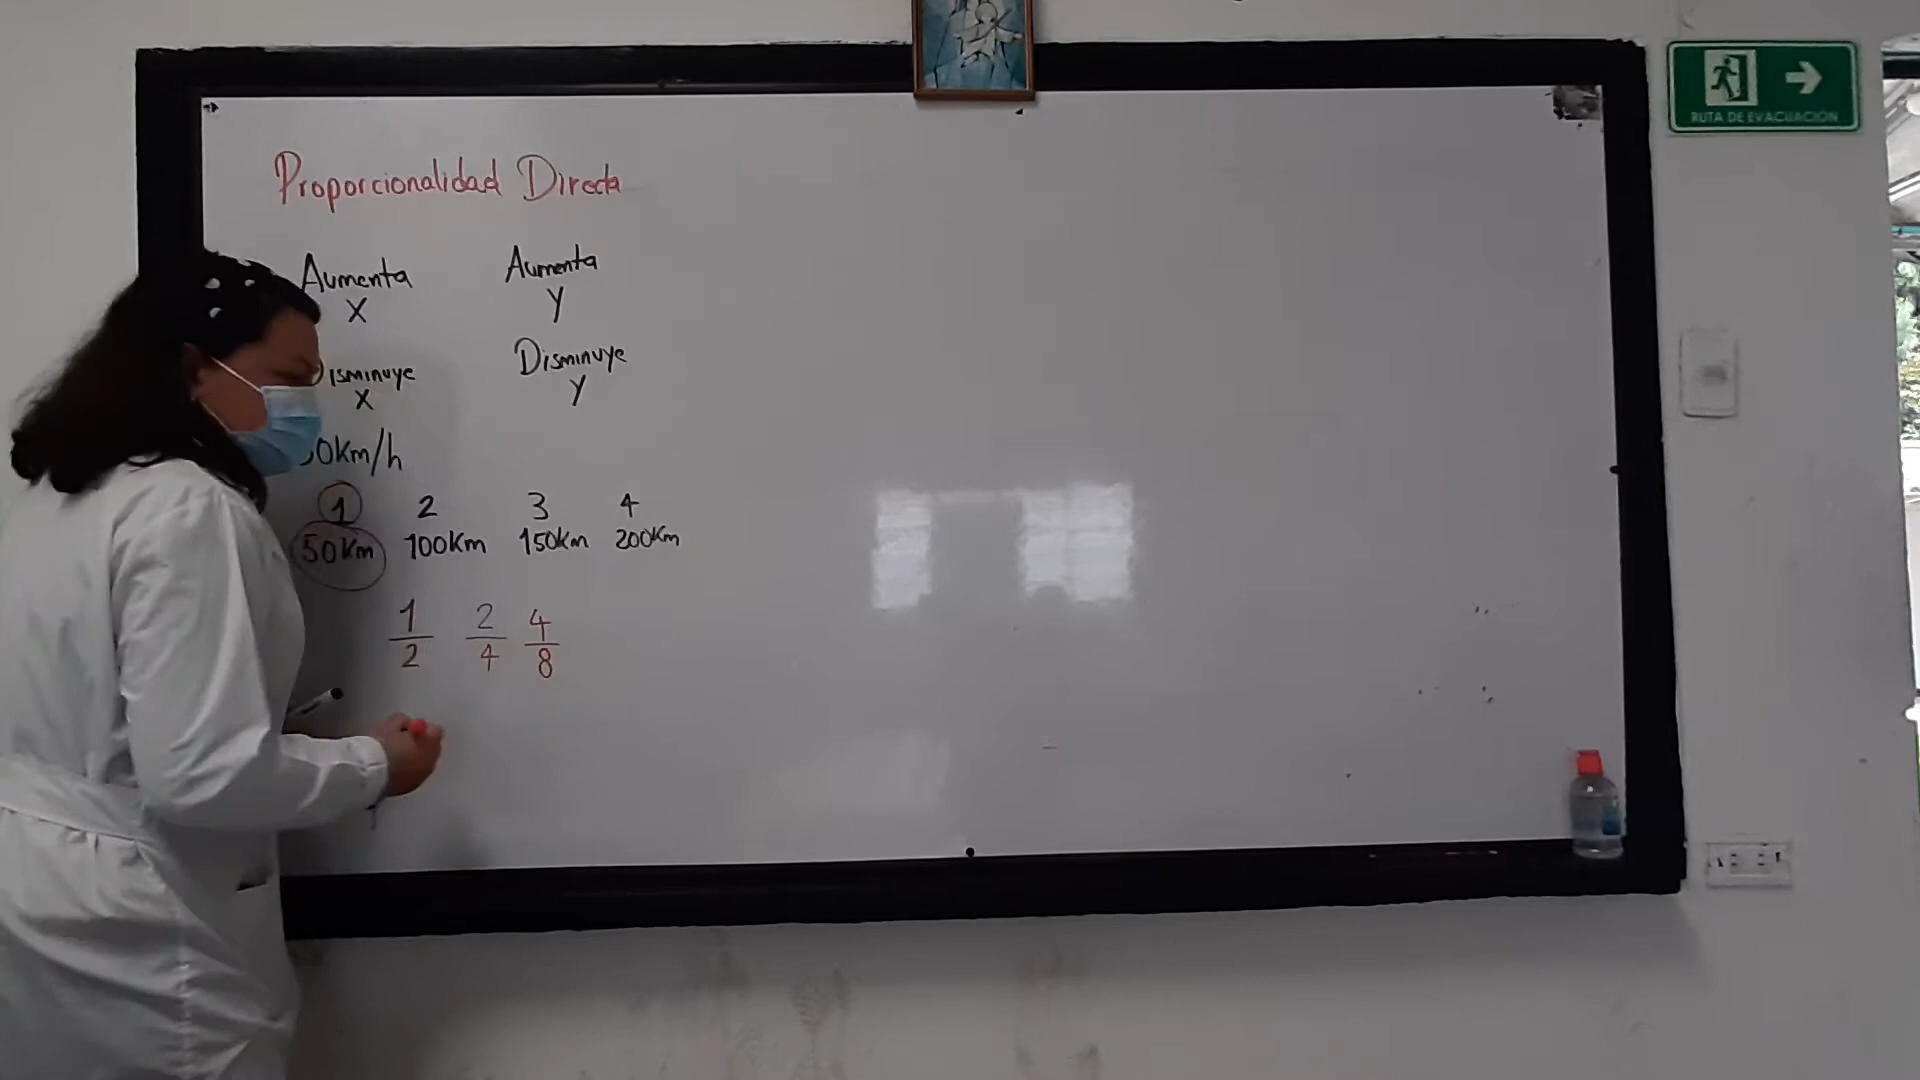 RUTA DE EVACUACIÓN
Proporcionalidad Directa
Aumenta Aumenta
X Y
Disminuye Disminuye
X Y
50Km/h
1 2 3 4
50Km 100Km 150Km 200Km
1 2 4
2 4 8